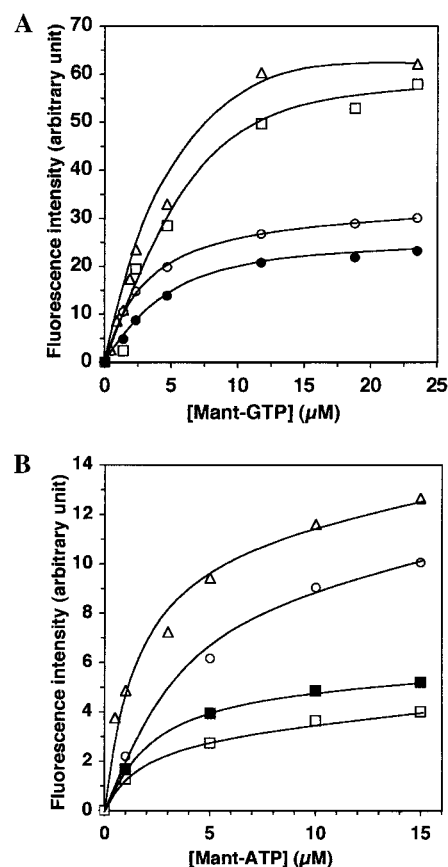 A
Fluorescence intensity (arbitrary unit)
70
60
50
40
30
20
10
0
0 5 10 15 20 25
[Mant-GTP] (µM)
B
Fluorescence intensity (arbitrary unit)
14
12
10
8
6
4
2
0
0 5 10 15
[Mant-ATP] (µM)